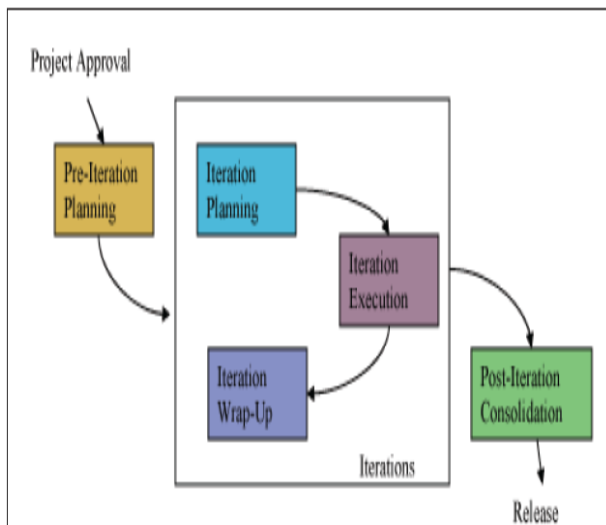 Project Approval
Pre-Iteration
Planning
Iteration
Planning
Iteration
Execution
Iteration
Wrap-Up
Iterations
Post-Iteration
Consolidation
Release